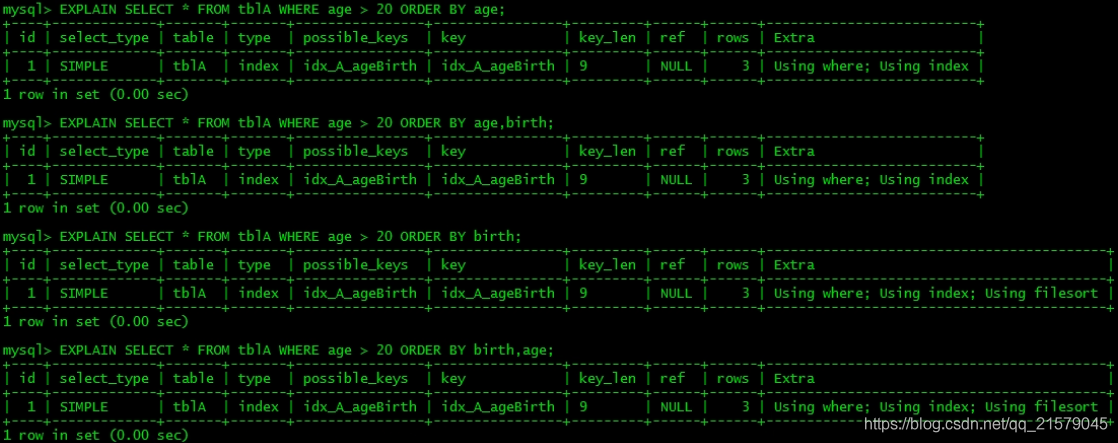 mysql> EXPLAIN SELECT * FROM tblA WHERE age > 20 ORDER BY age;
+----+-------------+-------+-------+----------------+----------------+---------+------+------+--------------------------+
| id | select_type | table | type | possible_keys | key | key_len | ref | rows | Extra |
+----+-------------+-------+-------+----------------+----------------+---------+------+------+--------------------------+
| 1 | SIMPLE | tblA | index | idx_A_ageBirth | idx_A_ageBirth | 9 | NULL | 3 | Using where; Using index |
+----+-------------+-------+-------+----------------+----------------+---------+------+------+--------------------------+
1 row in set (0.00 sec)
mysql> EXPLAIN SELECT * FROM tblA WHERE age > 20 ORDER BY age,birth;
+----+-------------+-------+-------+----------------+----------------+---------+------+------+--------------------------+
| id | select_type | table | type | possible_keys | key | key_len | ref | rows | Extra |
+----+-------------+-------+-------+----------------+----------------+---------+------+------+--------------------------+
| 1 | SIMPLE | tblA | index | idx_A_ageBirth | idx_A_ageBirth | 9 | NULL | 3 | Using where; Using index |
+----+-------------+-------+-------+----------------+----------------+---------+------+------+--------------------------+
1 row in set (0.00 sec)
mysql> EXPLAIN SELECT * FROM tblA WHERE age > 20 ORDER BY birth;
+----+-------------+-------+-------+----------------+----------------+---------+------+------+------------------------------------------+
| id | select_type | table | type | possible_keys | key | key_len | ref | rows | Extra |
+----+-------------+-------+-------+----------------+----------------+---------+------+------+------------------------------------------+
| 1 | SIMPLE | tblA | index | idx_A_ageBirth | idx_A_ageBirth | 9 | NULL | 3 | Using where; Using index; Using filesort |
+----+-------------+-------+-------+----------------+----------------+---------+------+------+------------------------------------------+
1 row in set (0.00 sec)
mysql> EXPLAIN SELECT * FROM tblA WHERE age > 20 ORDER BY birth,age;
+----+-------------+-------+-------+----------------+----------------+---------+------+------+------------------------------------------+
| id | select_type | table | type | possible_keys | key | key_len | ref | rows | Extra |
+----+-------------+-------+-------+----------------+----------------+---------+------+------+------------------------------------------+
| 1 | SIMPLE | tblA | index | idx_A_ageBirth | idx_A_ageBirth | 9 | NULL | 3 | Using where; Using index; Using filesort |
+----+-------------+-------+-------+----------------+----------------+---------+------+------+------------------------------------------+
https://blog.csdn.net/qq_21579045
1 row in set (0.00 sec)